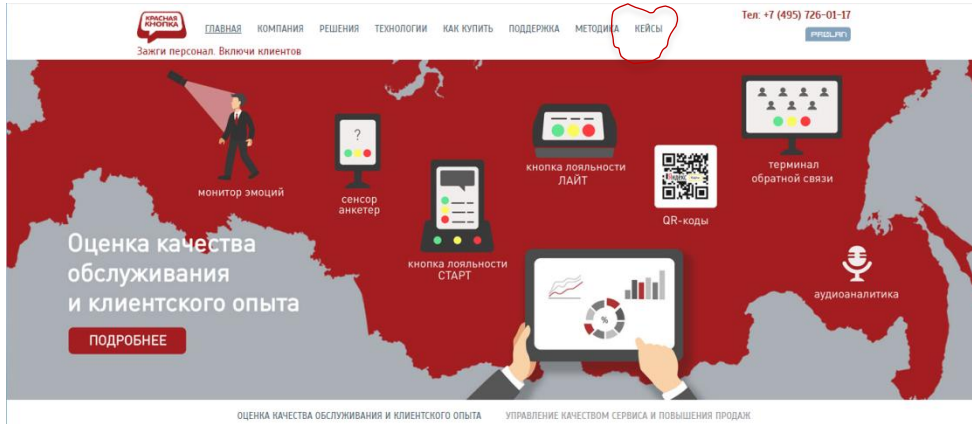 КРАСНАЯ
КНОПКА
ГЛАВНАЯ КОМПАНИЯ РЕШЕНИЯ ТЕХНОЛОГИИ КАК КУПИТЬ ПОДДЕРЖКА МЕТОДИКА КЕЙСЫ
Тел: +7 (495) 726-01-17
PROLAN
Зажги персонал. Включи клиентов
монитор эмоций
?
сенсор
анкетер
кнопка лояльности
СТАРТ
кнопка лояльности
ЛАЙТ
Яндекс
QR-коды
терминал
обратной связи
аудиоаналитика
%
Оценка качества
обслуживания
и клиентского опыта
ПОДРОБНЕЕ
ОЦЕНКА КАЧЕСТВА ОБСЛУЖИВАНИЯ И КЛИЕНТСКОГО ОПЫТА УПРАВЛЕНИЕ КАЧЕСТВОМ СЕРВИСА И ПОВЫШЕНИЯ ПРОДАЖ